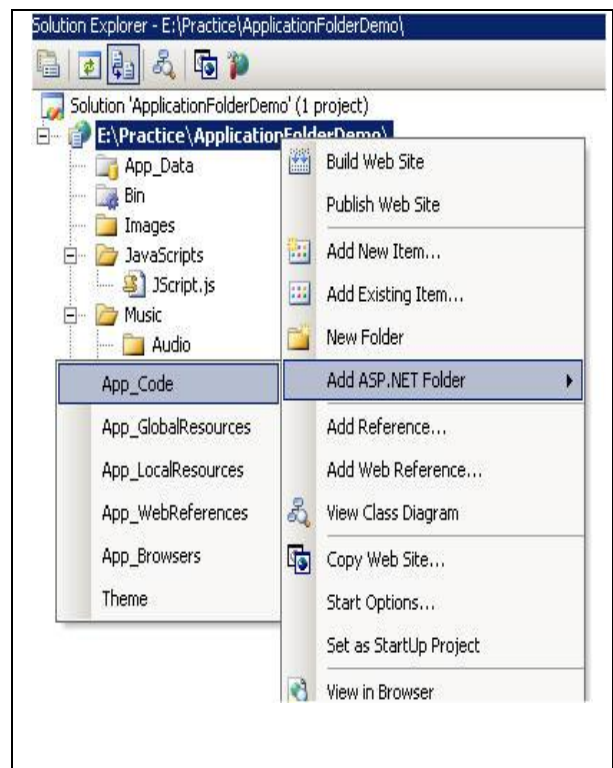 Solution Explorer - E:\Practice\ApplicationFolderDemo\
Solution 'ApplicationFolderDemo' (1 project)
E:\Practice\ApplicationFolderDemo\
App_Data
Bin
Images
JavaScripts
JScript.js
Music
Audio
Build Web Site
Publish Web Site
Add New Item...
Add Existing Item...
New Folder
Add ASP.NET Folder
Add Reference...
Add Web Reference...
View Class Diagram
Copy Web Site...
Start Options...
Set as StartUp Project
View in Browser
App_Code
App_GlobalResources
App_LocalResources
App_WebReferences
App_Browsers
Theme